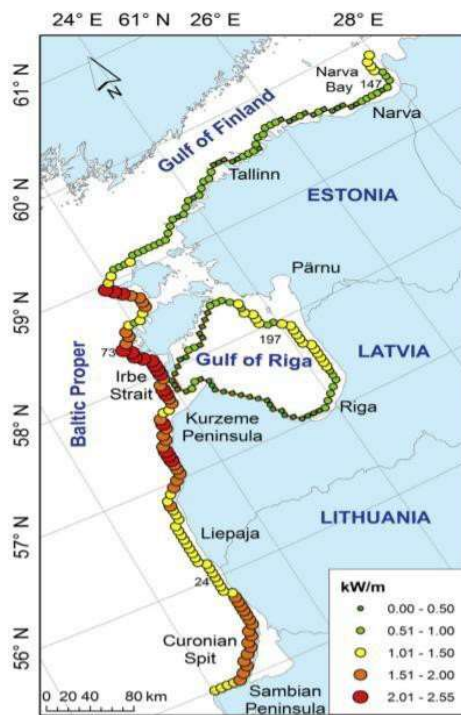 24° E 61° N 26° E 28° E
61° N
60° N
59° N
58° N
57° N
56° N
N
Narva
Bay
147
Narva
Gulf of Finland
Tallinn
ESTONIA
Pärnu
197
Gulf of Riga
LATVIA
73
Irbe
Strait
Baltic Proper
Riga
Kurzeme
Peninsula
Liepaja
LITHUANIA
24
Curonian
Spit
Sambian
Peninsula
0 20 40 80 km
kW/m
0.00 - 0.50
0.51 - 1.00
1.01 - 1.50
1.51 - 2.00
2.01 - 2.55